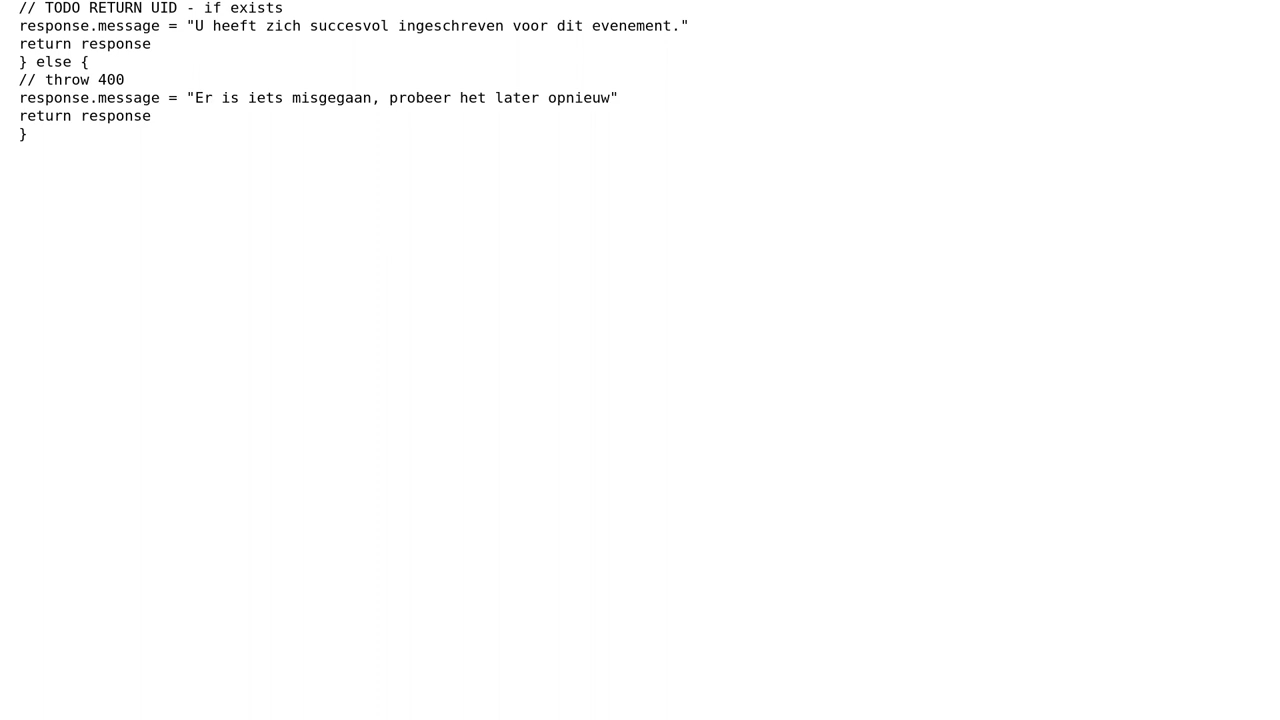 // TODO RETURN UID - if exists
response.message = "U heeft zich succesvol ingeschreven voor dit evenement."
return response
} else {
// throw 400
response.message = "Er is iets misgegaan, probeer het later opnieuw"
return response
}